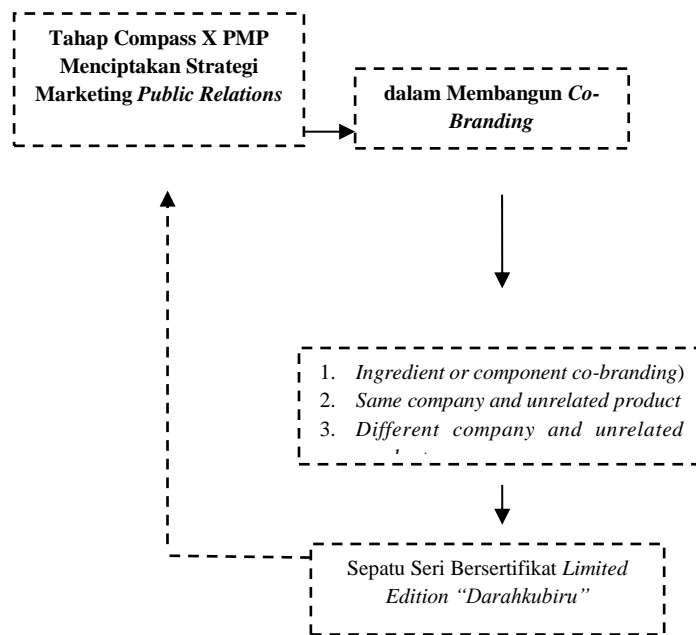 Tahap Compass X PMP
Menciptakan Strategi
Marketing Public Relations
dalam Membangun Co-
Branding
1. Ingredient or component co-branding)
2. Same company and unrelated product
3. Different company and unrelated
Sepatu Seri Bersertifikat Limited
Edition “Darahkubiru”